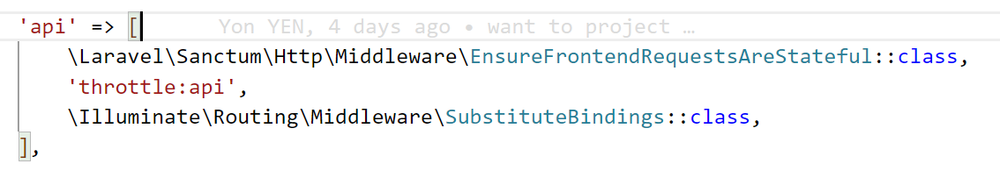 'api' => [ Yon YEN, 4 days ago • want to project …
\Laravel\Sanctum\Http\Middleware\EnsureFrontendRequestsAreStateful::class,
'throttle:api',
\Illuminate\Routing\Middleware\SubstituteBindings::class,
],